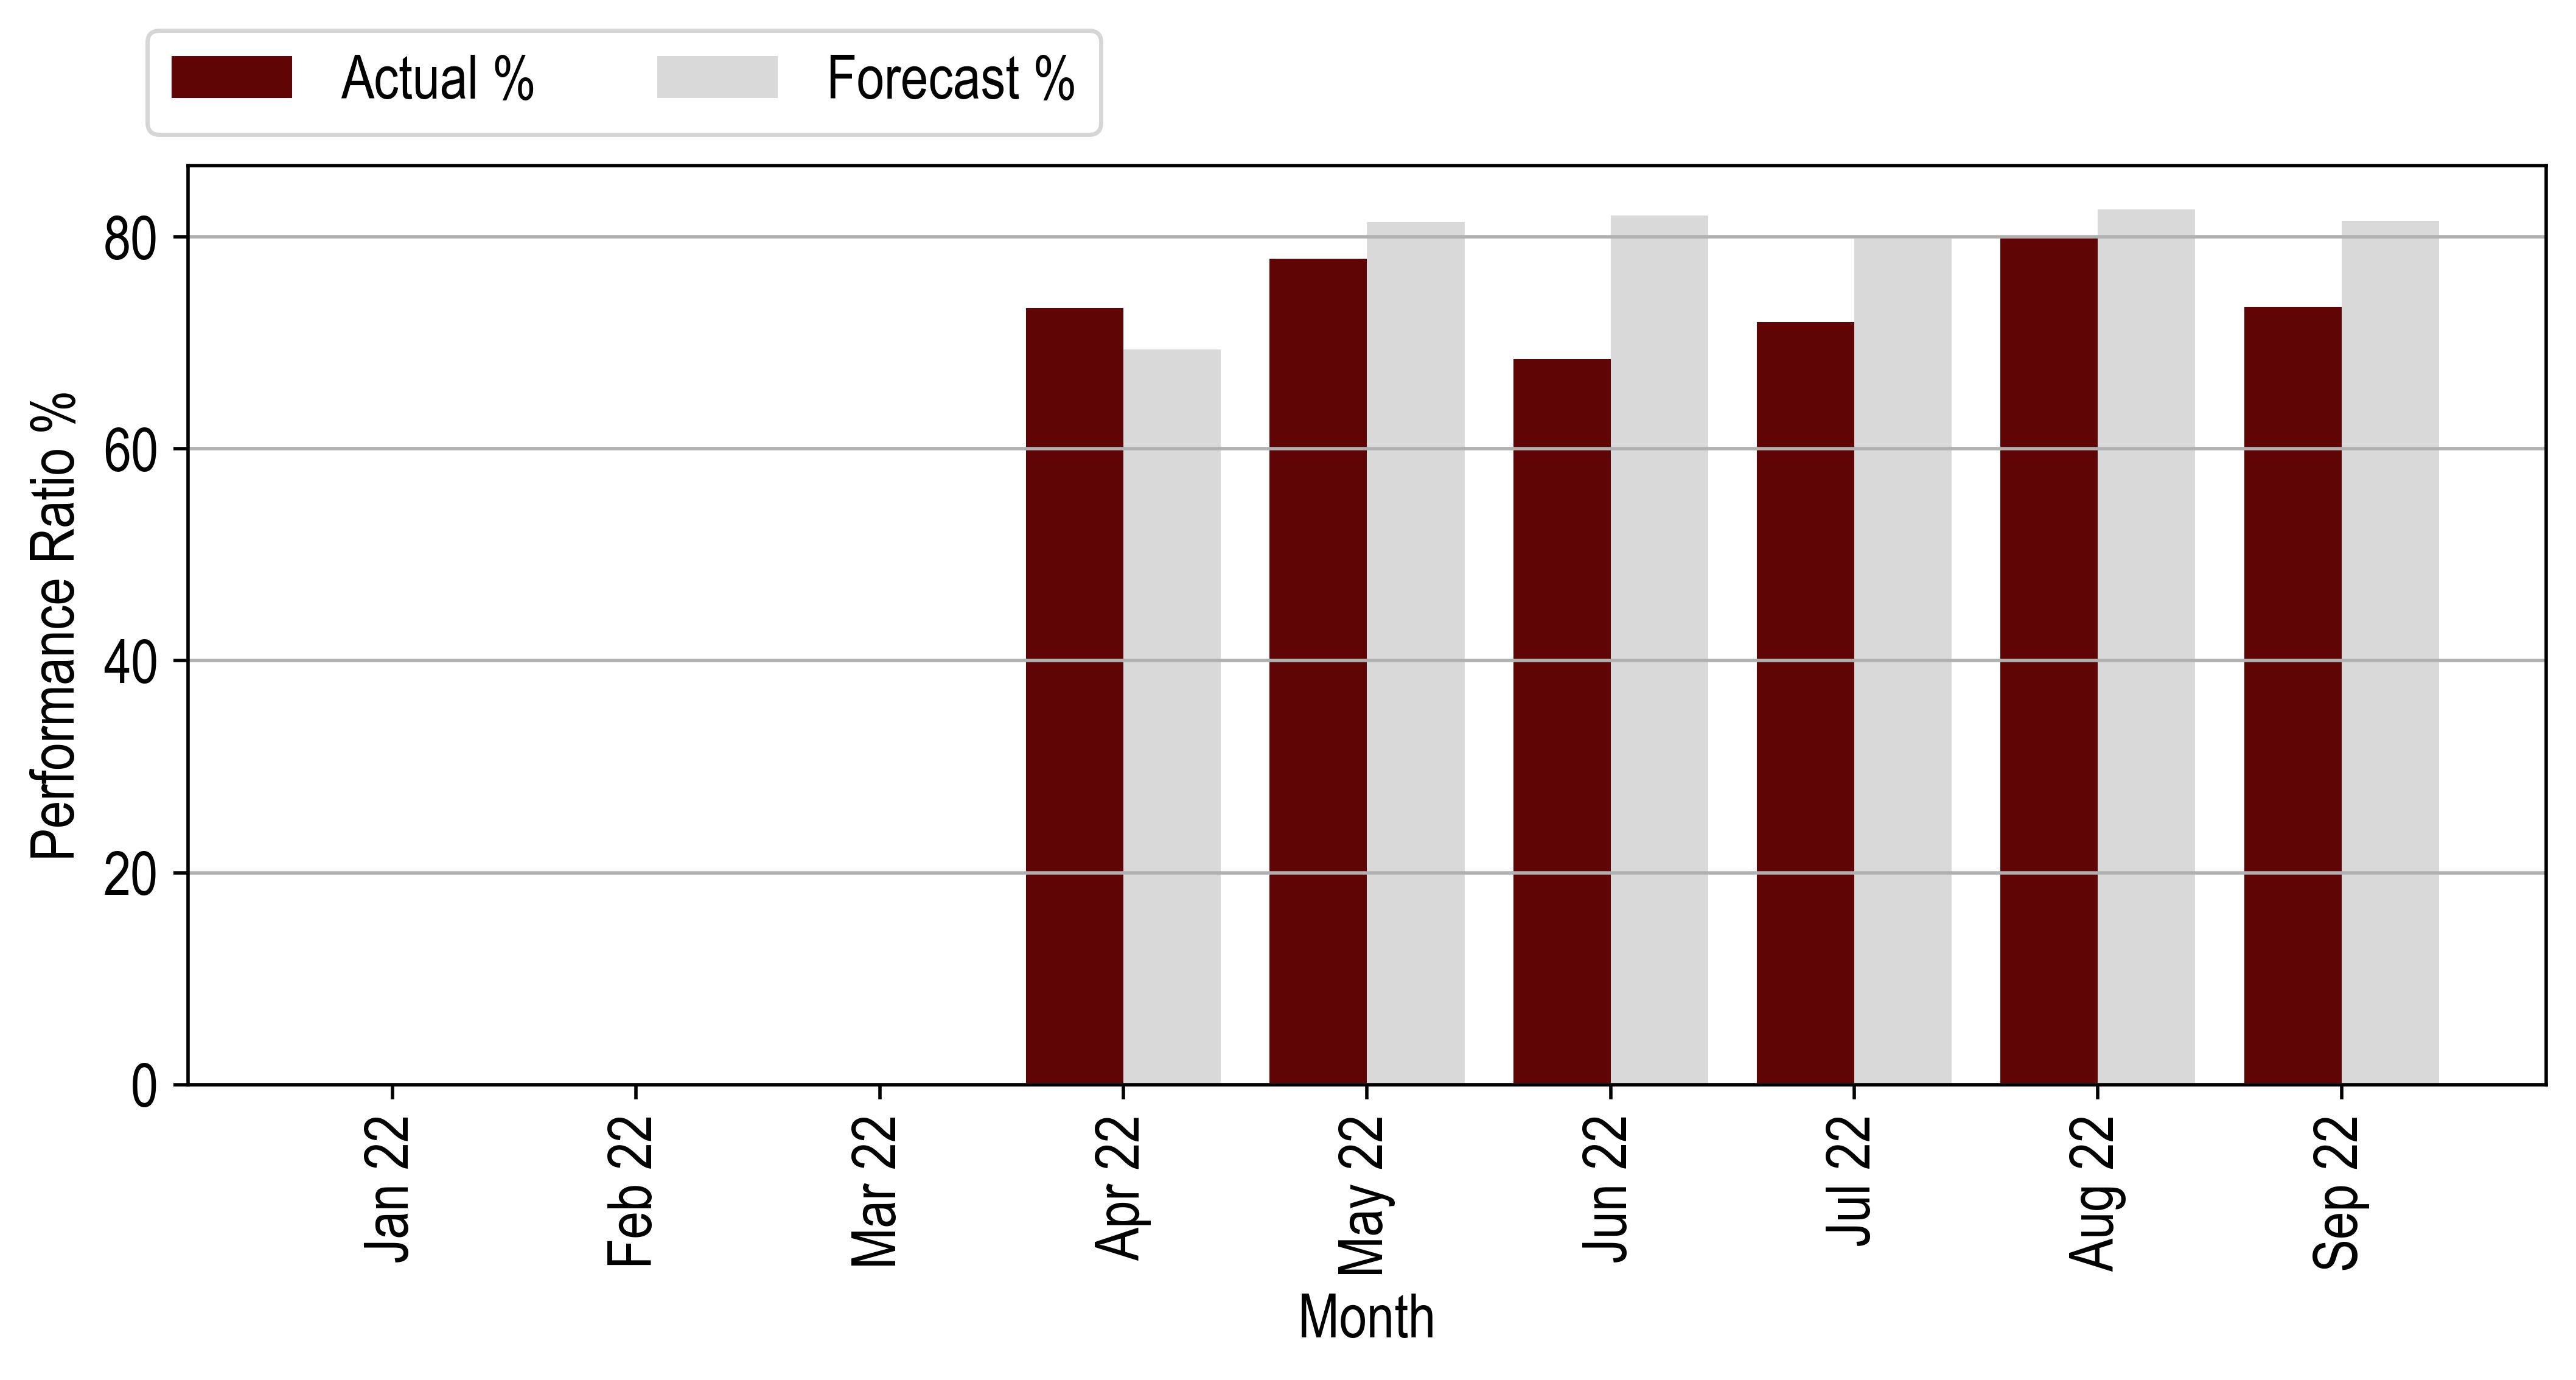 Actual % Forecast %
Performance Ratio %
80
60
40
20
0
Jan 22
Feb 22
Mar 22
Apr 22
May 22
Jun 22
Jul 22
Aug 22
Sep 22
Month